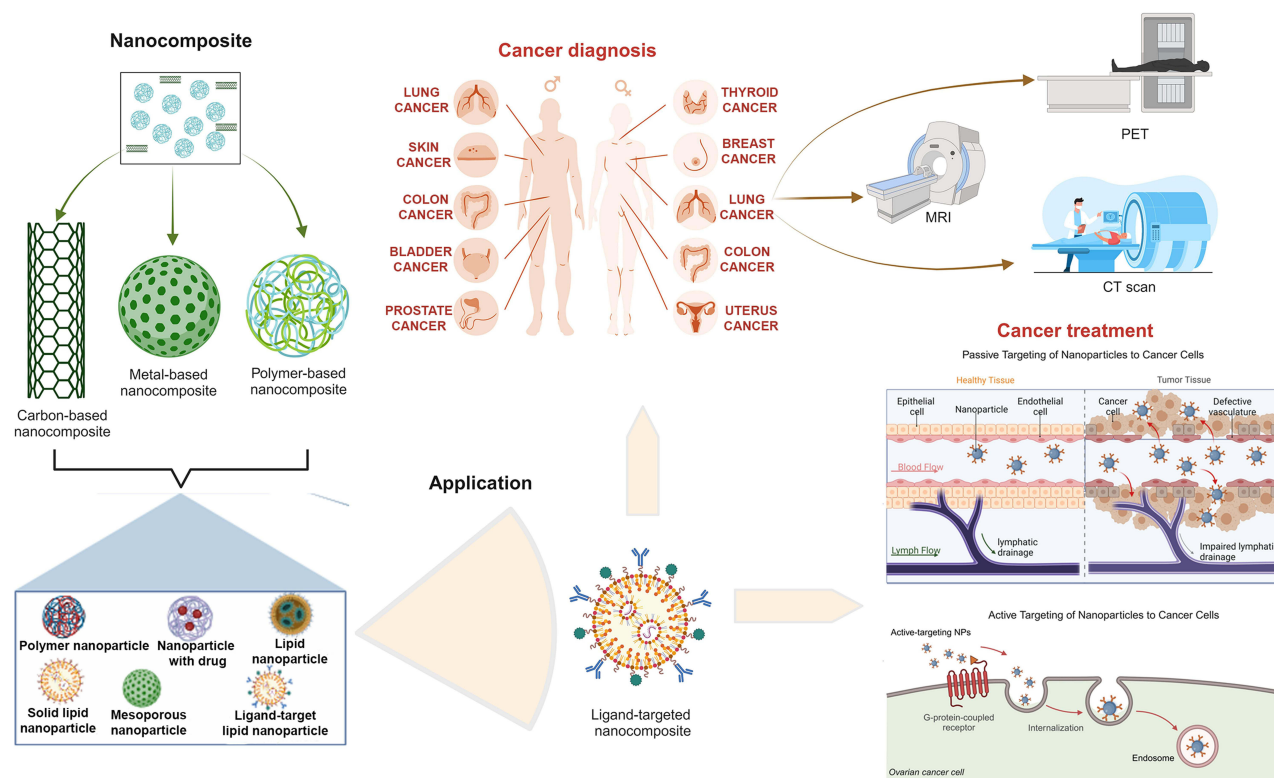 Nanocomposite
Carbon-based
nanocomposite
Metal-based
nanocomposite
Polymer-based
nanocomposite
Polymer nanoparticle
Nanoparticle
with drug
Lipid
nanoparticle
Solid lipid
nanoparticle
Mesoporous
nanoparticle
Ligand-target
lipid nanoparticle
Application
Ligand-targeted
nanocomposite
Cancer diagnosis
LUNG
CANCER
SKIN
CANCER
COLON
CANCER
BLADDER
CANCER
PROSTATE
CANCER
THYROID
CANCER
BREAST
CANCER
LUNG
CANCER
COLON
CANCER
UTERUS
CANCER
PET
MRI
CT scan
Cancer treatment
Passive Targeting of Nanoparticles to Cancer Cells
Healthy Tissue
Tumor Tissue
Epithelial
cell
Nanoparticle
Endothelial
cell
Cancer
cell
Defective
vasculature
Blood Flow
Lymph Flow
lymphatic
drainage
Impaired lymphatic
drainage
Active Targeting of Nanoparticles to Cancer Cells
Active-targeting NPs
G-protein-coupled
receptor
Internalization
Endosome
Ovarian cancer cell